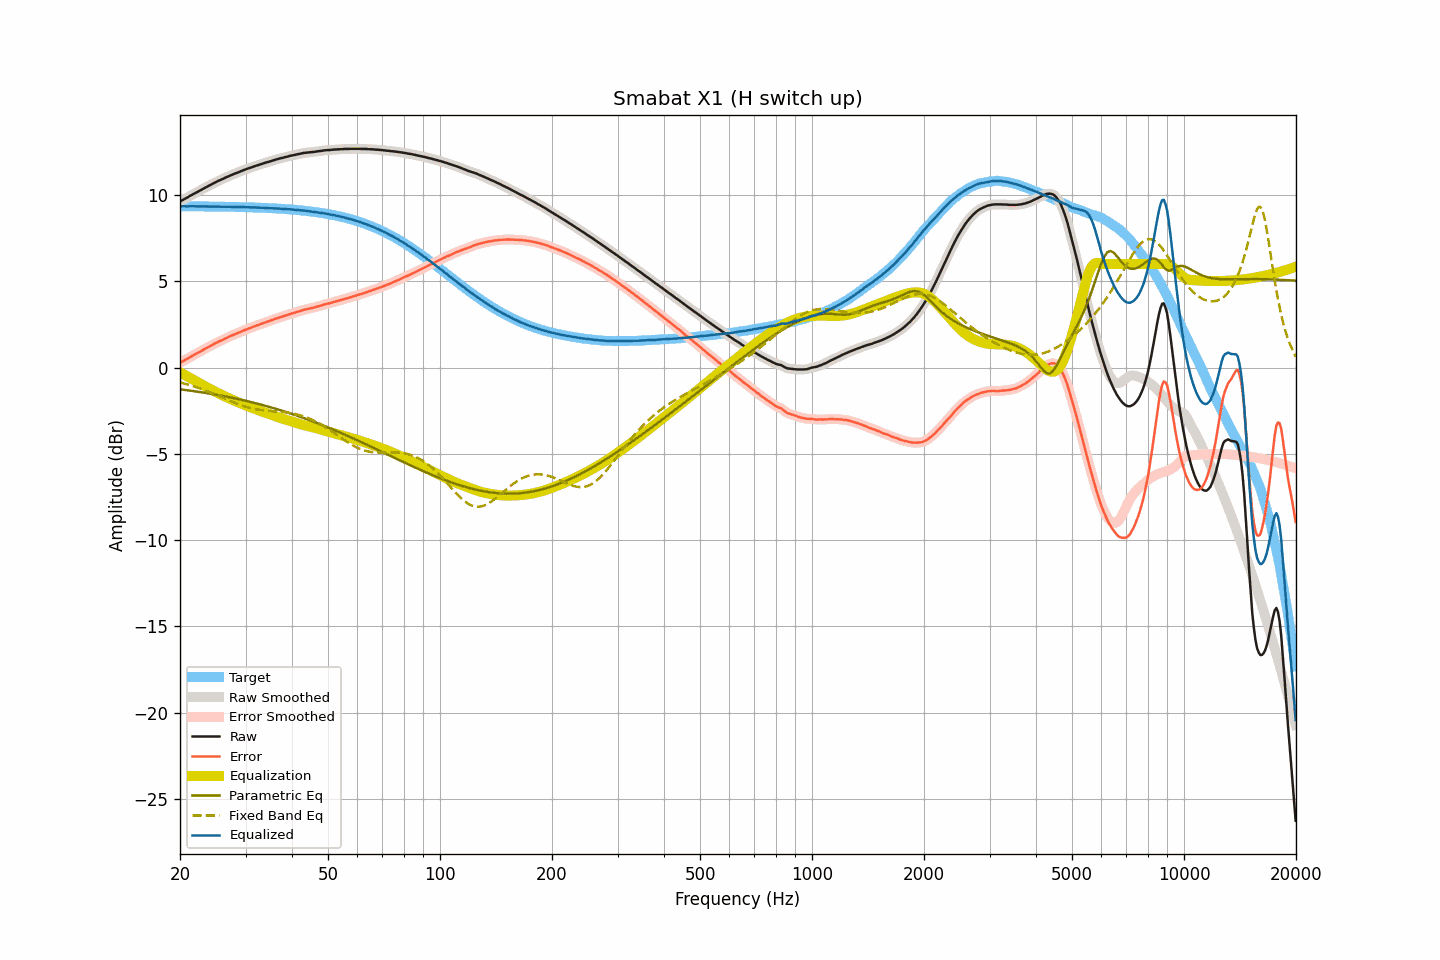 Smabat X1 (H switch up)
Amplitude (dBr)
10
5
0
−5
−10
−15
−20
−25
Target
Raw Smoothed
Error Smoothed
Raw
Error
Equalization
Parametric Eq
Fixed Band Eq
Equalized
20 50 100 200 500 1000 2000 5000 10000 20000
Frequency (Hz)